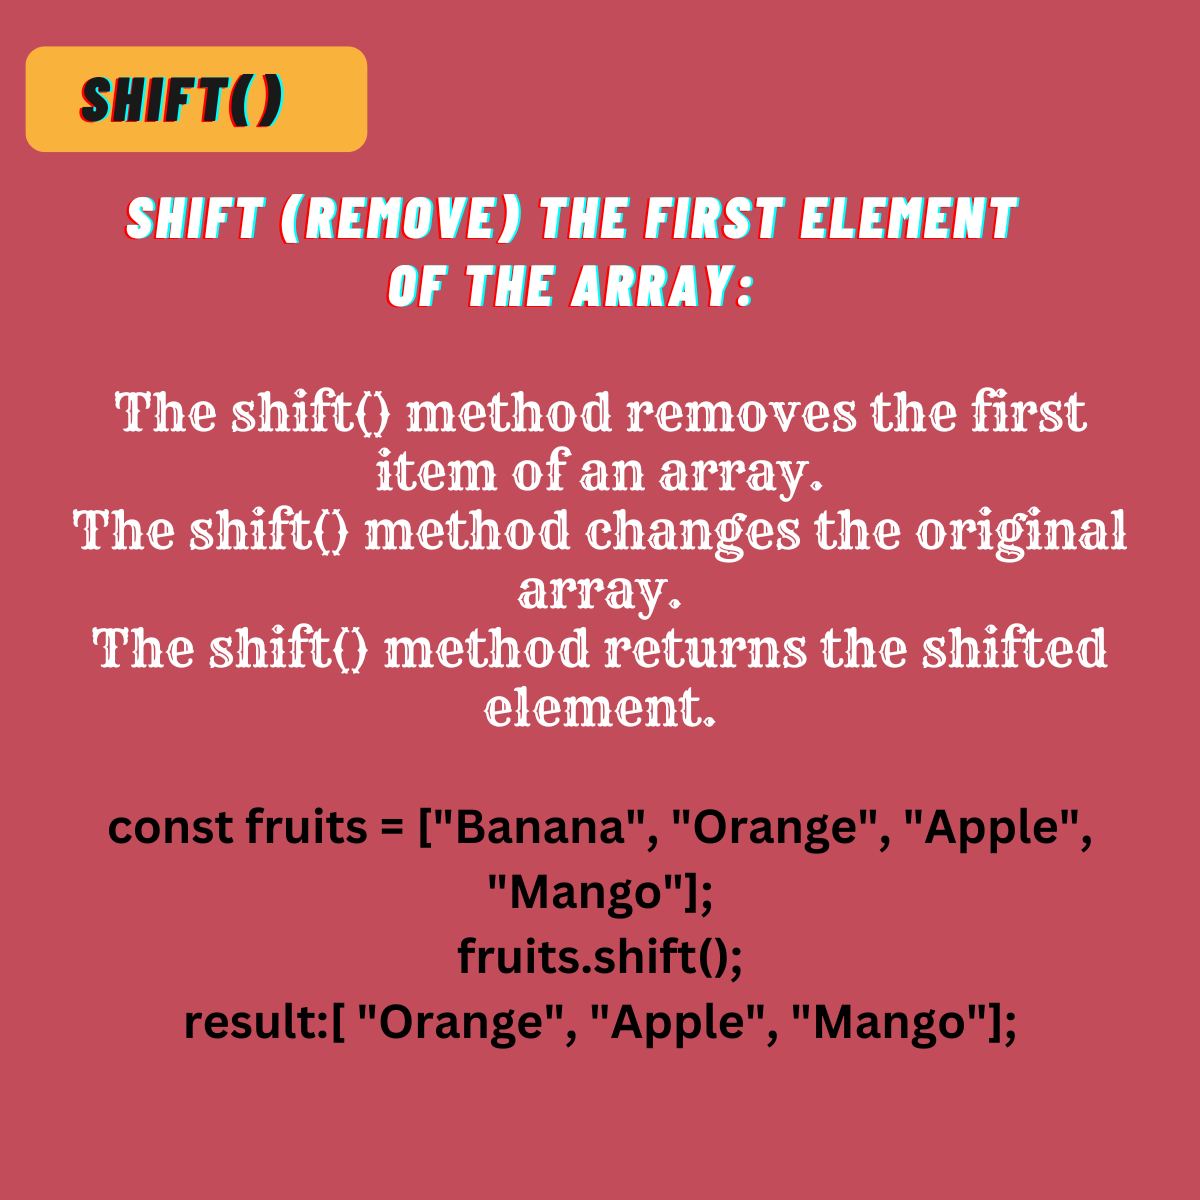 SHIFT()
SHIFT (REMOVE) THE FIRST ELEMENT
OF THE ARRAY:
The shift() method removes the first
item of an array.
The shift() method changes the original
array.
The shift() method returns the shifted
element.
const fruits = ["Banana", "Orange", "Apple",
"Mango"];
fruits.shift();
result:[ "Orange", "Apple", "Mango"];